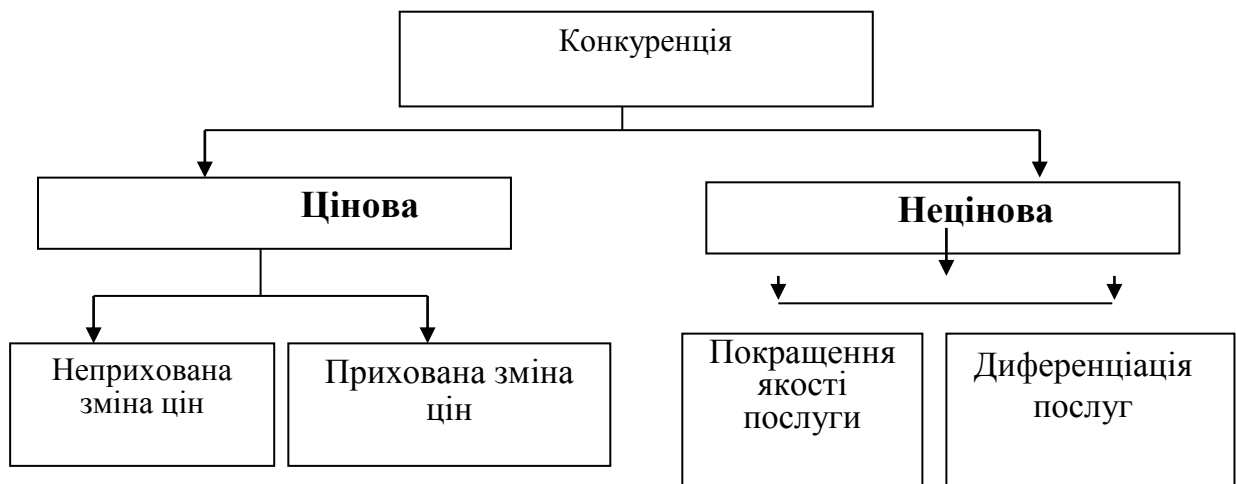 Конкуренція
Цінова
Нецінова
Неприхована
зміна цін
Прихована зміна
цін
Покращення
якості
послуги
Диференціація
послуг